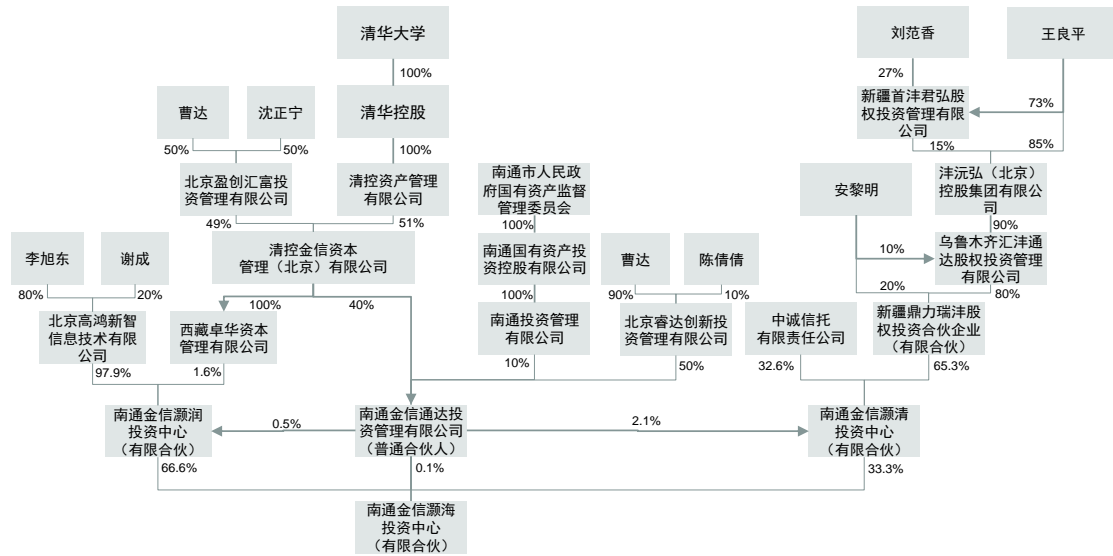 清华大学
刘范香
王良平
100%
27%
曹达
沈正宁
清华控股
新疆首沣君弘股
权投资管理有限
公司
73%
50%
50%
100%
15%
85%
北京盈创汇富投
资管理有限公司
清控资产管理
有限公司
南通市人民政
府国有资产监督
管理委员会
安黎明
沣沅弘（北京）
控股集团有限公
司
49%
51%
100%
90%
李旭东
谢成
清控金信资本
管理（北京）有限公司
南通国有资产投
资控股有限公司
曹达
陈倩倩
10%
乌鲁木齐汇沣通
达股权投资管理
有限公司
80%
20%
100%
40%
100%
90%
10%
20%
80%
北京高鸿新智
信息技术有限公
司
西藏卓华资本
管理有限公司
南通投资管理有
限公司
北京睿达创新投
资管理有限公司
中诚信托
有限责任公司
新疆鼎力瑞沣股
权投资合伙企业
（有限合伙）
97.9%
1.6%
10%
50%
32.6%
65.3%
南通金信灏润
投资中心
（有限合伙）
0.5%
南通金信通达投
资管理有限公司
（普通合伙人）
2.1%
南通金信灏清
投资中心
（有限合伙）
66.6%
0.1%
33.3%
南通金信灏海
投资中心
（有限合伙）